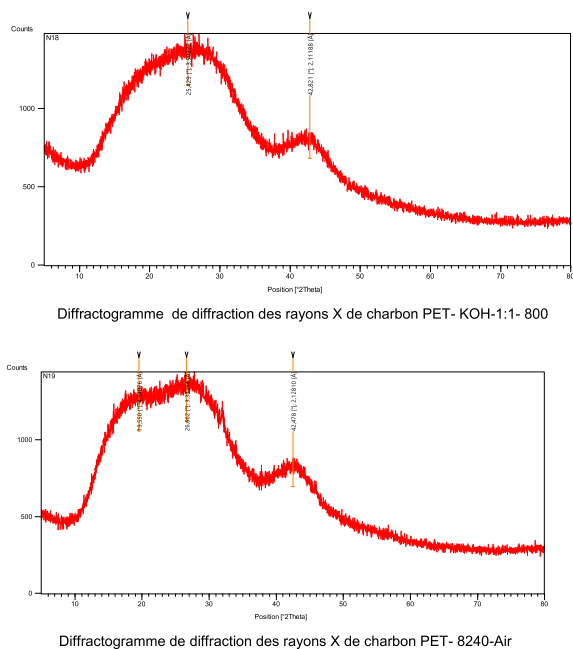 Counts
N18
25,429 [°];
42,821 [°]; 2,11188 [Å]
1000
500
0
10 20 30 40 50 60 70 80
Position [°2Theta]
Diffractogramme de diffraction des rayons X de charbon PET- KOH-1:1- 800
Counts
N19
42,478 [°]; 2,12810 [Å]
1000
500
0
10 20 30 40 50 60 70 80
Position [°2Theta]
Diffractogramme de diffraction des rayons X de charbon PET- 8240-Air